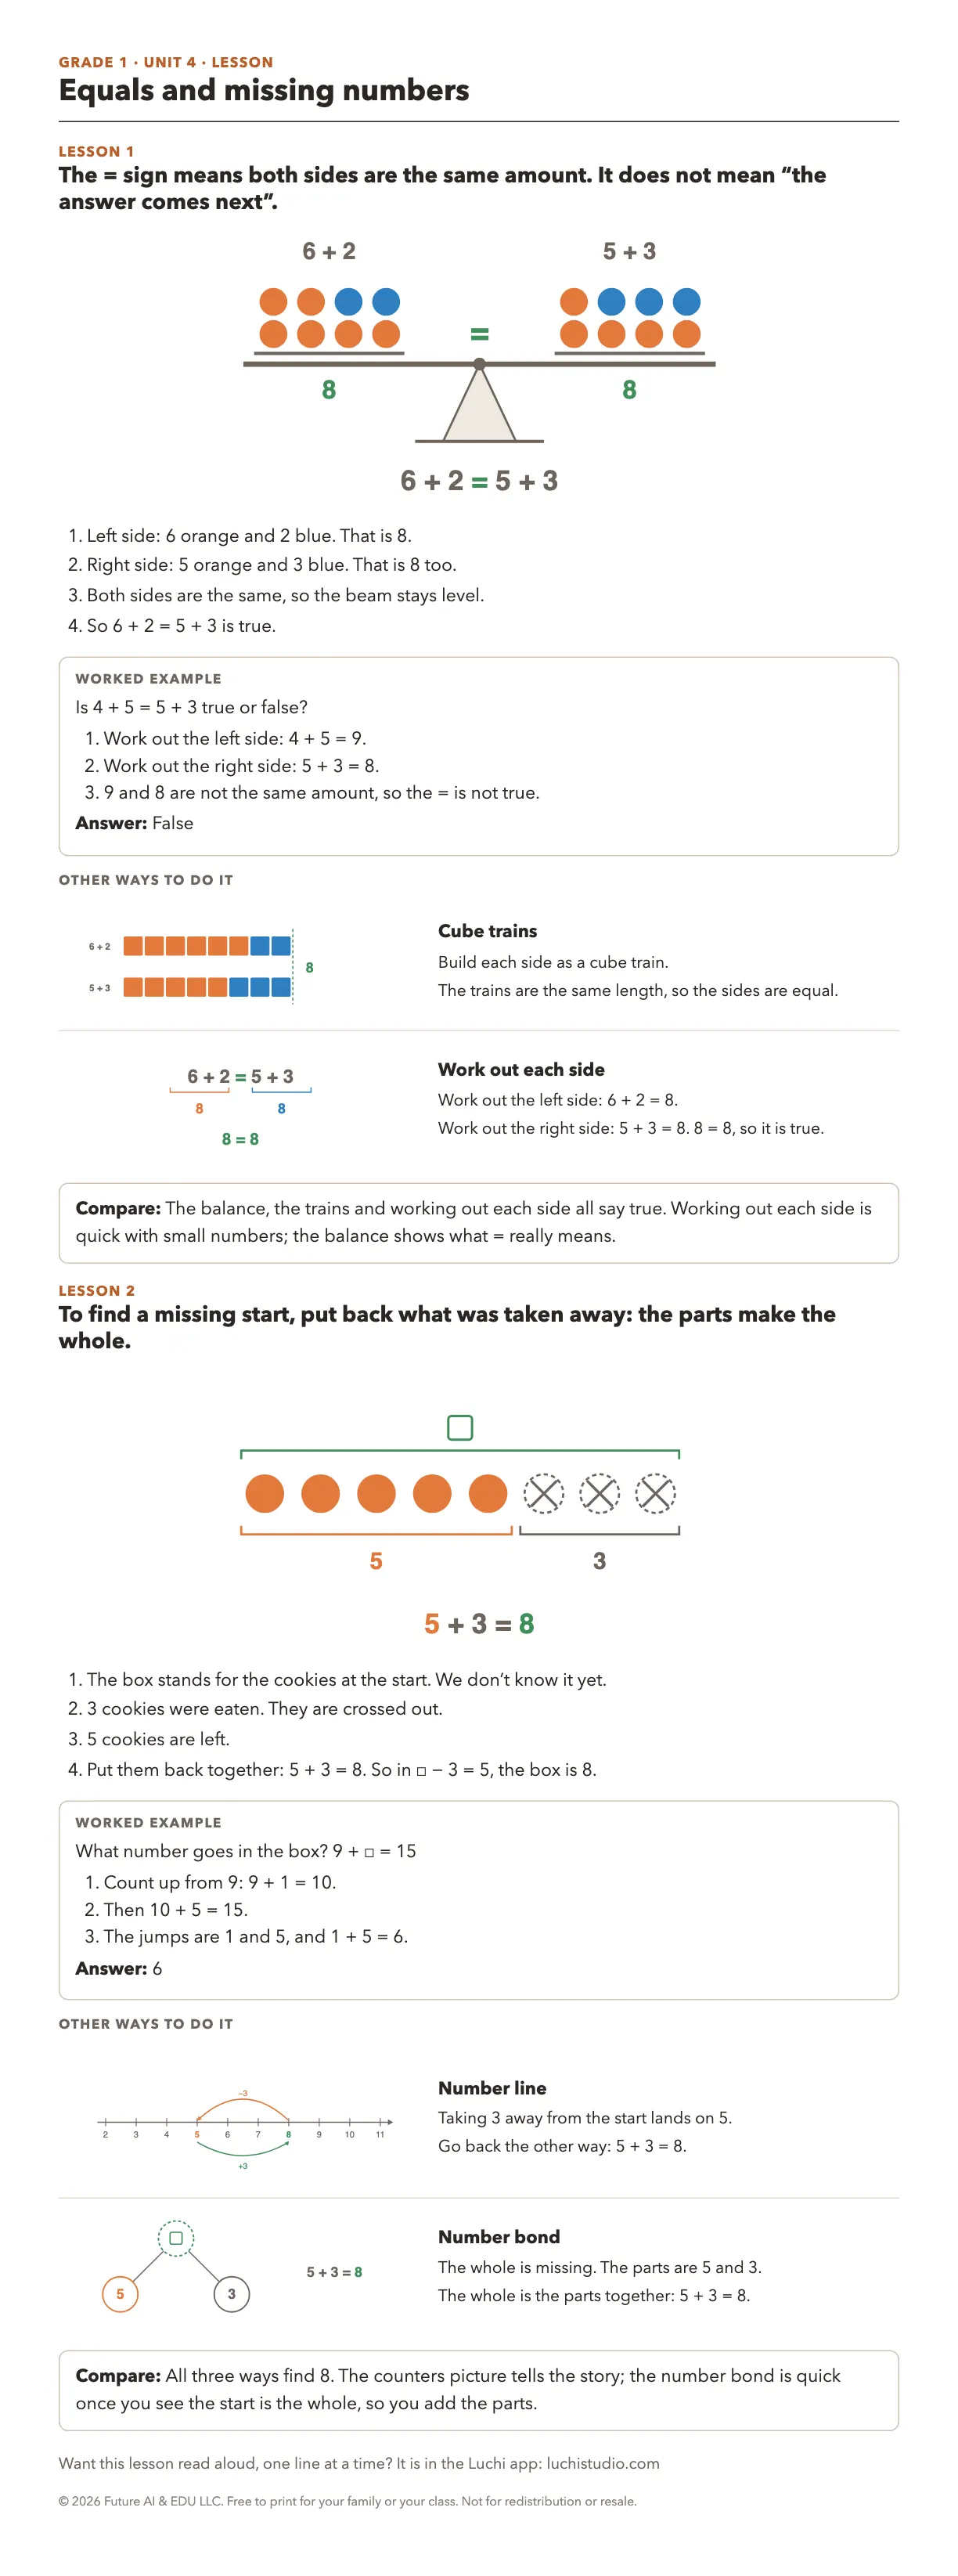 GRADE 1 · UNIT 4 · LESSON
Equals and missing numbers
LESSON 1
The = sign means both sides are the same amount. It does not mean “the
answer comes next”.
6 + 2
5 + 3
=
8
8
6 + 2 = 5 + 3
1. Left side: 6 orange and 2 blue. That is 8.
2. Right side: 5 orange and 3 blue. That is 8 too.
3. Both sides are the same, so the beam stays level.
4. So 6 + 2 = 5 + 3 is true.
WORKED EXAMPLE
Is 4 + 5 = 5 + 3 true or false?
1. Work out the left side: 4 + 5 = 9.
2. Work out the right side: 5 + 3 = 8.
3. 9 and 8 are not the same amount, so the = is not true.
Answer: False
OTHER WAYS TO DO IT
6 + 2
5 + 3
8
Cube trains
Build each side as a cube train.
The trains are the same length, so the sides are equal.
6 + 2 = 5 + 3
8
8
8 = 8
Work out each side
Work out the left side: 6 + 2 = 8.
Work out the right side: 5 + 3 = 8. 8 = 8, so it is true.
Compare: The balance, the trains and working out each side all say true. Working out each side is
quick with small numbers; the balance shows what = really means.
LESSON 2
To find a missing start, put back what was taken away: the parts make the
whole.
5
3
5 + 3 = 8
1. The box stands for the cookies at the start. We don’t know it yet.
2. 3 cookies were eaten. They are crossed out.
3. 5 cookies are left.
4. Put them back together: 5 + 3 = 8. So in □ − 3 = 5, the box is 8.
WORKED EXAMPLE
What number goes in the box? 9 + □ = 15
1. Count up from 9: 9 + 1 = 10.
2. Then 10 + 5 = 15.
3. The jumps are 1 and 5, and 1 + 5 = 6.
Answer: 6
OTHER WAYS TO DO IT
−3
2 3 4 5 6 7 8 9 10 11
+3
Number line
Taking 3 away from the start lands on 5.
Go back the other way: 5 + 3 = 8.
5
3
5 + 3 = 8
Number bond
The whole is missing. The parts are 5 and 3.
The whole is the parts together: 5 + 3 = 8.
Compare: All three ways find 8. The counters picture tells the story; the number bond is quick
once you see the start is the whole, so you add the parts.
Want this lesson read aloud, one line at a time? It is in the Luchi app: luchistudio.com
© 2026 Future AI & EDU LLC. Free to print for your family or your class. Not for redistribution or resale.